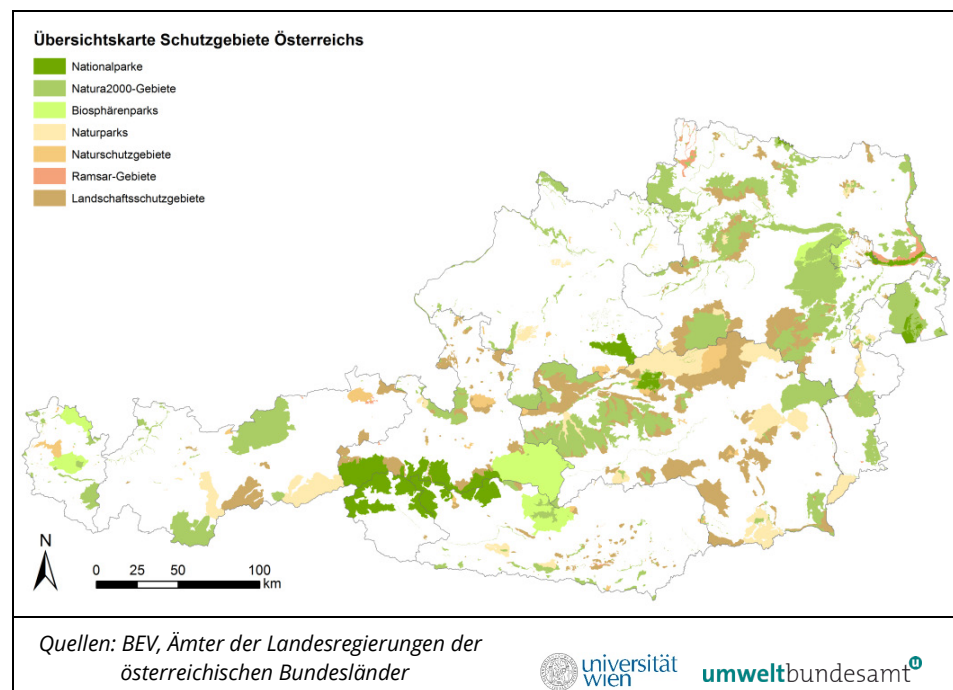 Übersichtskarte Schutzgebiete Österreichs
Nationalparke
Natura2000-Gebiete
Biosphärenparks
Naturparks
Naturschutzgebiete
Ramsar-Gebiete
Landschaftsschutzgebiete
N
0 25 50 100
km
Quellen: BEV, Ämter der Landesregierungen der
österreichischen Bundesländer
universität
wien
umweltbundesamt u